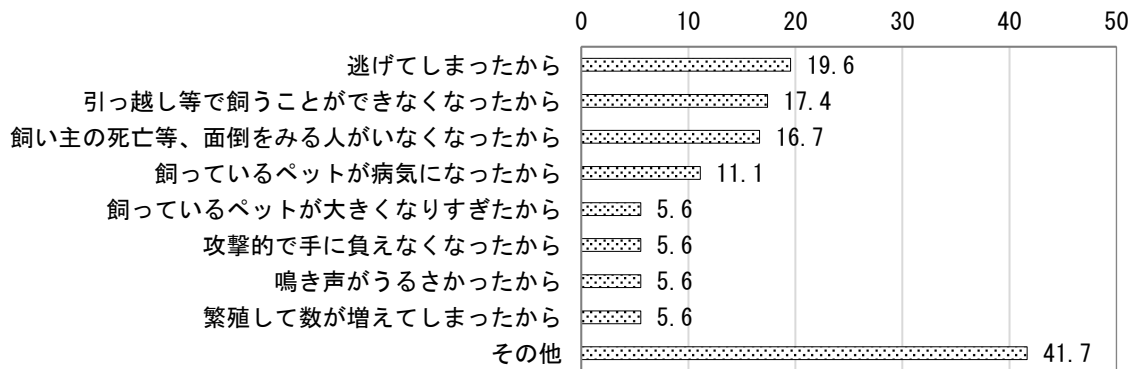 0 10 20 30 40 50
逃げてしまったから 19.6
引っ越し等で飼うことができなくなったから 17.4
飼い主の死亡等、面倒をみる人がいなくなったから 16.7
飼っているペットが病気になったから 11.1
飼っているペットが大きくなりすぎたから 5.6
攻撃的で手に負えなくなったから 5.6
鳴き声がうるさかったから 5.6
繁殖して数が増えてしまったから 5.6
その他 41.7